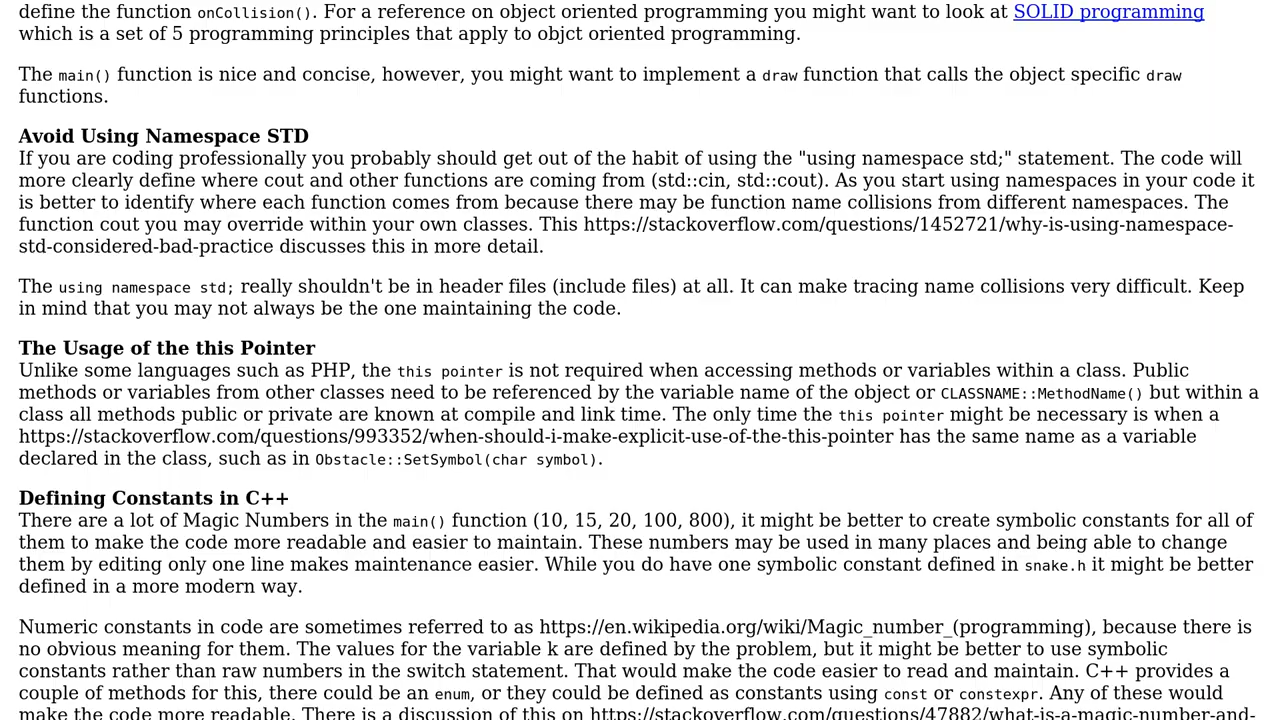 define the function onCollision(). For a reference on object oriented programming you might want to look at SOLID programming
which is a set of 5 programming principles that apply to objct oriented programming.
The main() function is nice and concise, however, you might want to implement a draw function that calls the object specific draw
functions.
Avoid Using Namespace STD
If you are coding professionally you probably should get out of the habit of using the "using namespace std;" statement. The code will
more clearly define where cout and other functions are coming from (std::cin, std::cout). As you start using namespaces in your code it
is better to identify where each function comes from because there may be function name collisions from different namespaces. The
function cout you may override within your own classes. This https://stackoverflow.com/questions/1452721/why-is-using-namespace-
std-considered-bad-practice discusses this in more detail.
The using namespace std; really shouldn't be in header files (include files) at all. It can make tracing name collisions very difficult. Keep
in mind that you may not always be the one maintaining the code.
The Usage of the this Pointer
Unlike some languages such as PHP, the this pointer is not required when accessing methods or variables within a class. Public
methods or variables from other classes need to be referenced by the variable name of the object or CLASSNAME::MethodName() but within a
class all methods public or private are known at compile and link time. The only time the this pointer might be necessary is when a
https://stackoverflow.com/questions/993352/when-should-i-make-explicit-use-of-the-this-pointer has the same name as a variable
declared in the class, such as in Obstacle::SetSymbol(char symbol).
Defining Constants in C++
There are a lot of Magic Numbers in the main() function (10, 15, 20, 100, 800), it might be better to create symbolic constants for all of
them to make the code more readable and easier to maintain. These numbers may be used in many places and being able to change
them by editing only one line makes maintenance easier. While you do have one symbolic constant defined in snake.h it might be better
defined in a more modern way.
Numeric constants in code are sometimes referred to as https://en.wikipedia.org/wiki/Magic_number_(programming), because there is
no obvious meaning for them. The values for the variable k are defined by the problem, but it might be better to use symbolic
constants rather than raw numbers in the switch statement. That would make the code easier to read and maintain. C++ provides a
couple of methods for this, there could be an enum, or they could be defined as constants using const or constexpr. Any of these would
make the code more readable. There is a discussion of this on https://stackoverflow.com/questions/47882/what-is-a-magic-number-and-